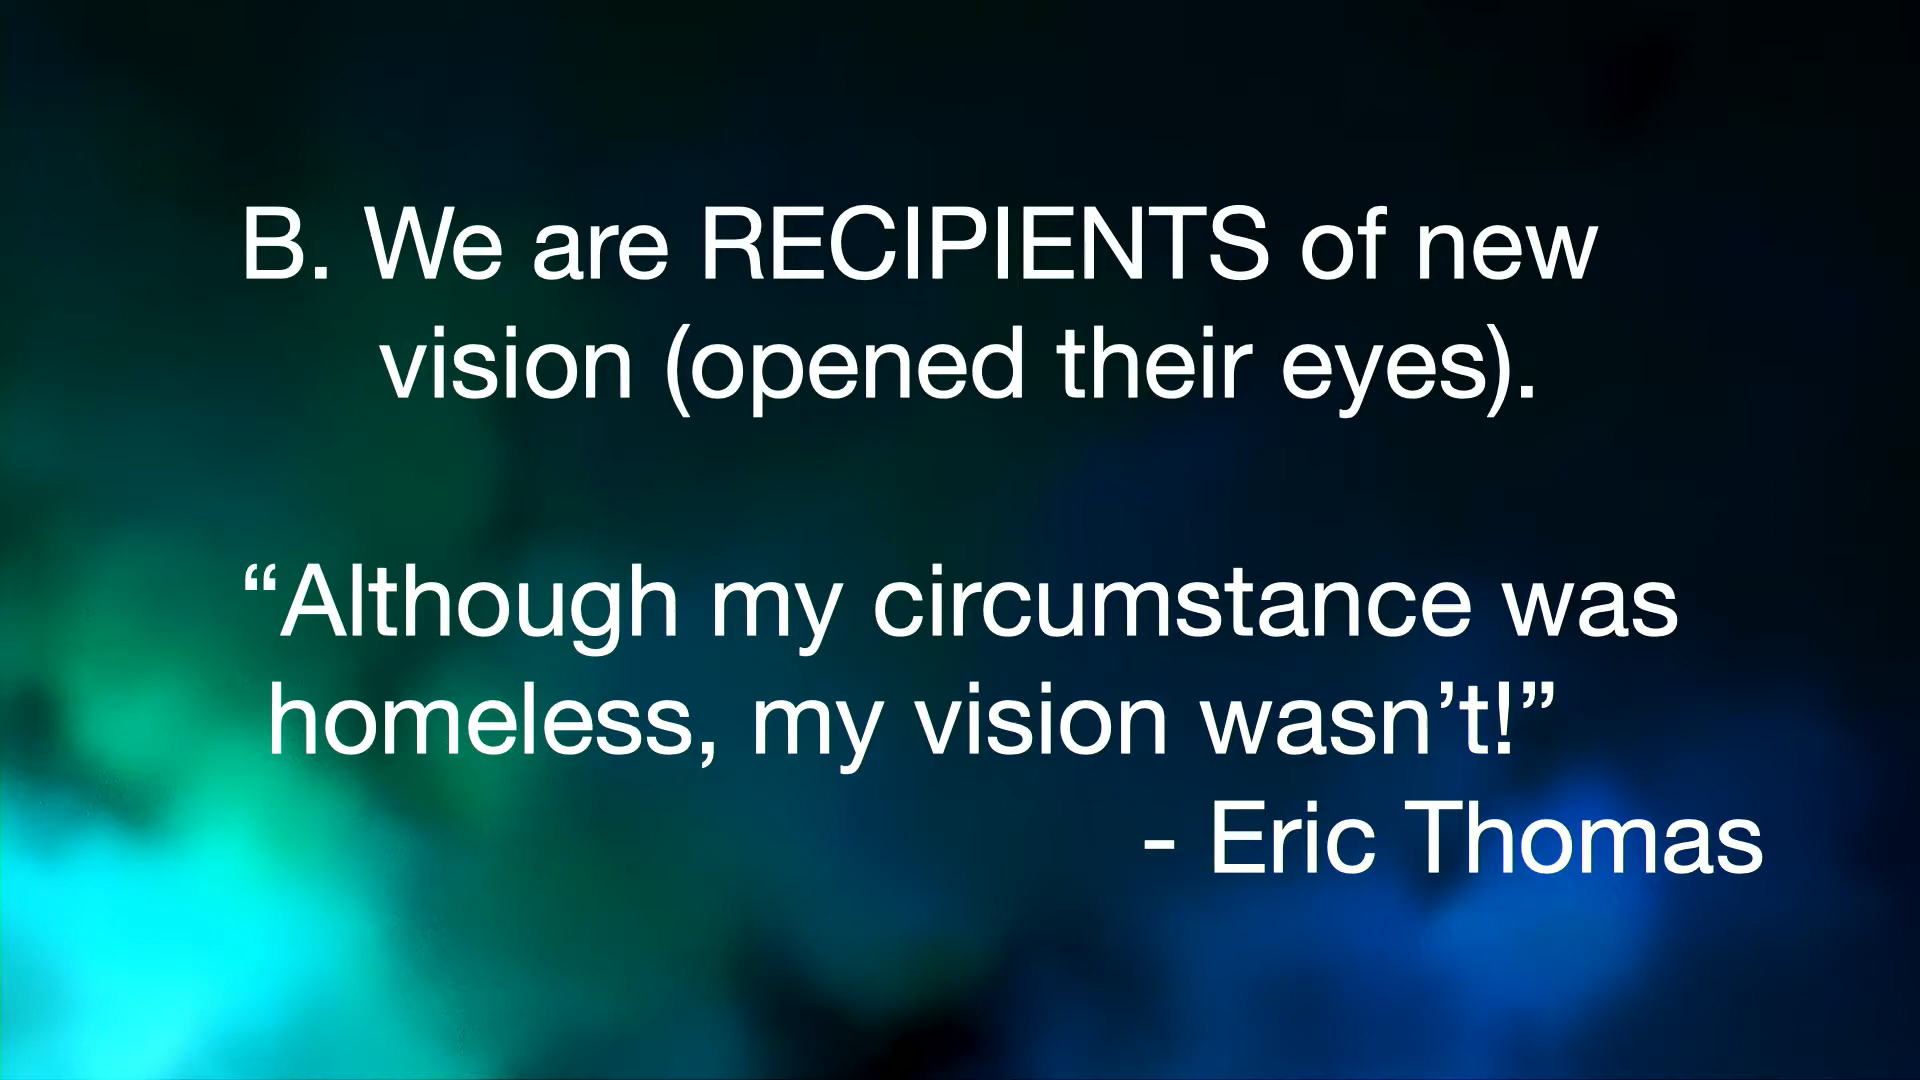 B. We are RECIPIENTS of new
vision (opened their eyes).
“Although my circumstance was
homeless, my vision wasn’t!”
- Eric Thomas